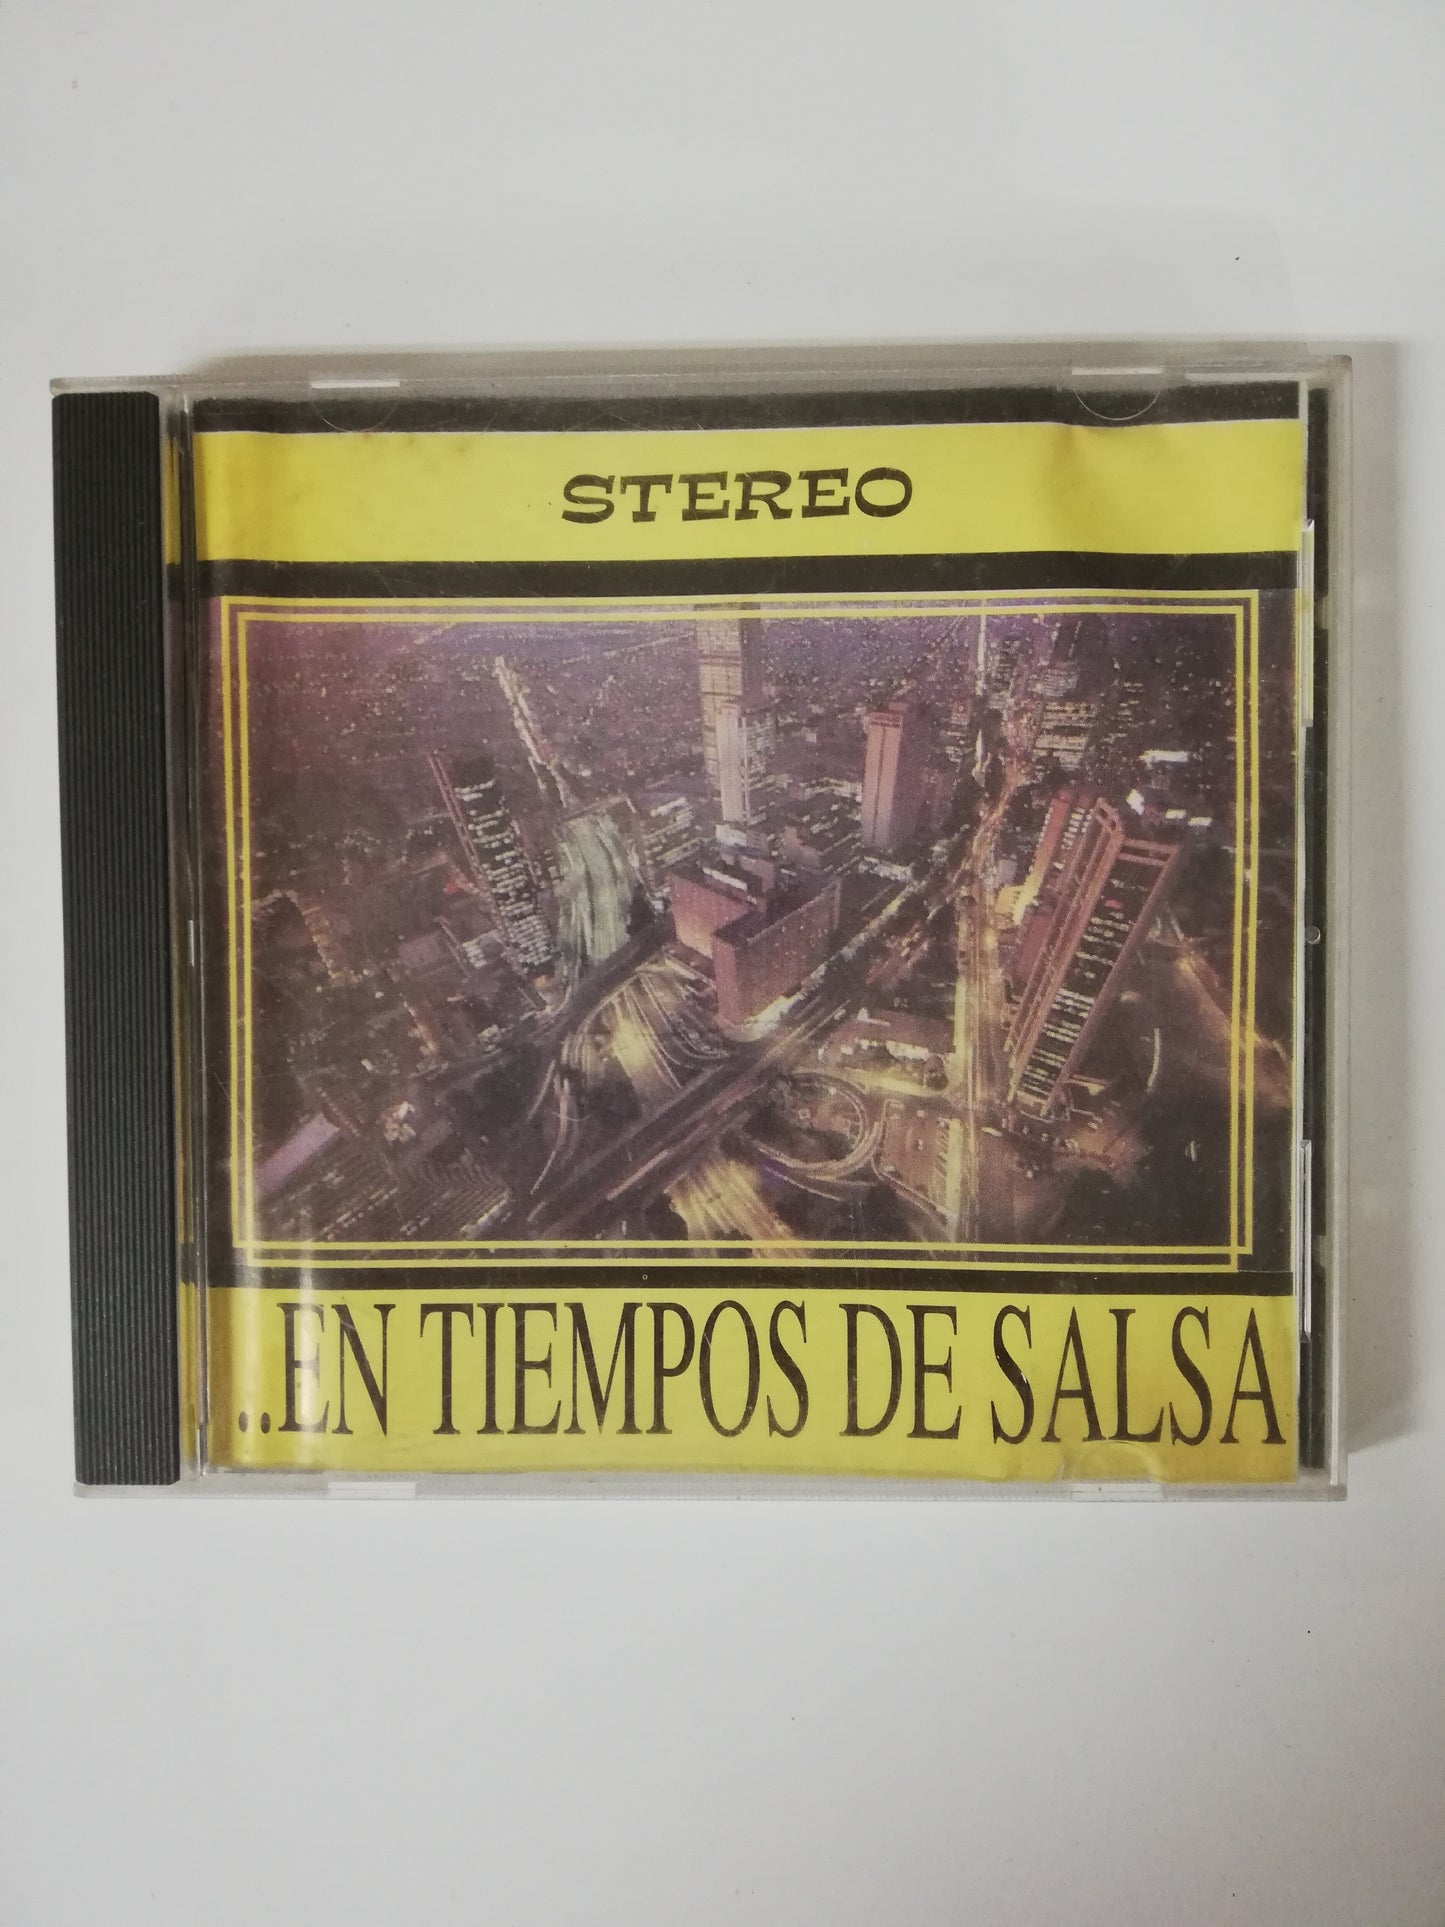 STEREO
..EN TIEMPOS DE SALSA